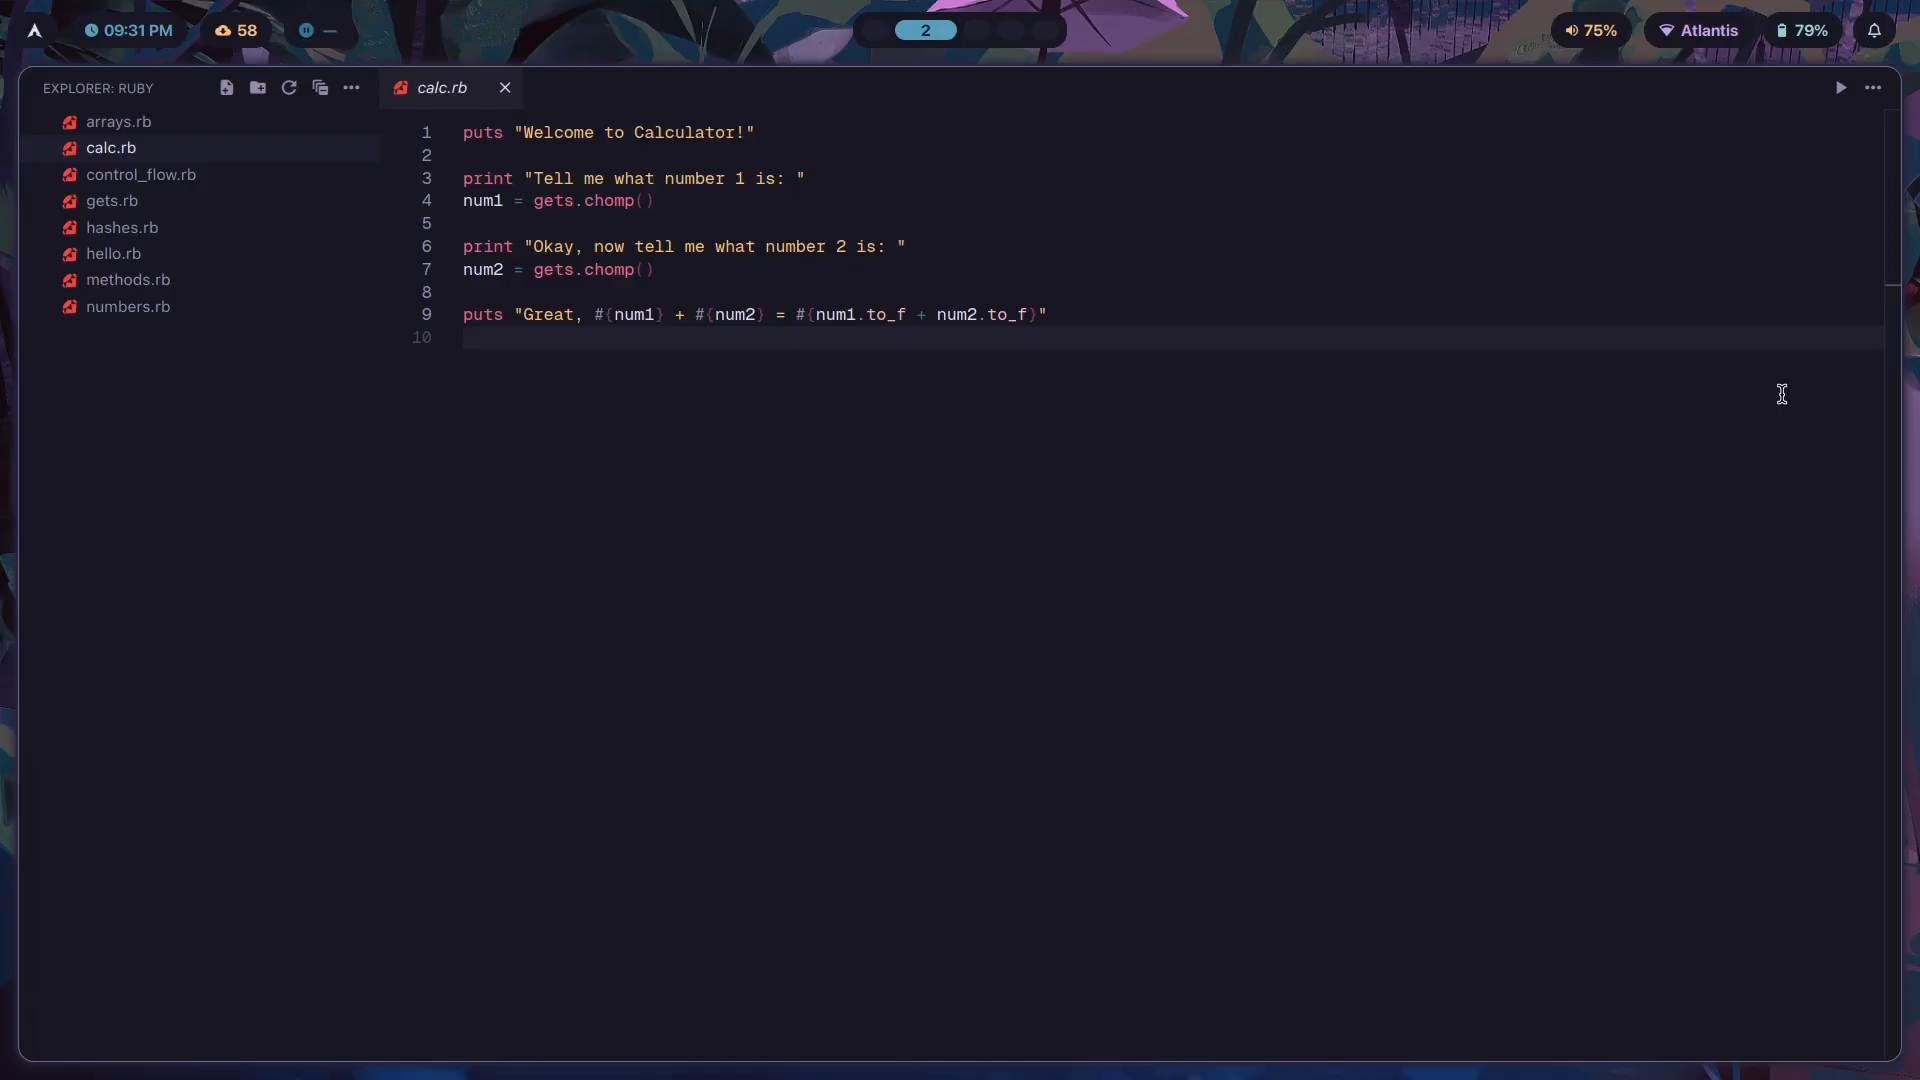 09:31 PM
58
2
75%
Atlantis
79%
EXPLORER: RUBY
arrays.rb
calc.rb
control_flow.rb
gets.rb
hashes.rb
hello.rb
methods.rb
numbers.rb
calc.rb
1 puts "Welcome to Calculator!"
2
3 print "Tell me what number 1 is: "
4 num1 = gets.chomp()
5
6 print "Okay, now tell me what number 2 is: "
7 num2 = gets.chomp()
8
9 puts "Great, #{num1} + #{num2} = #{num1.to_f + num2.to_f}"
10